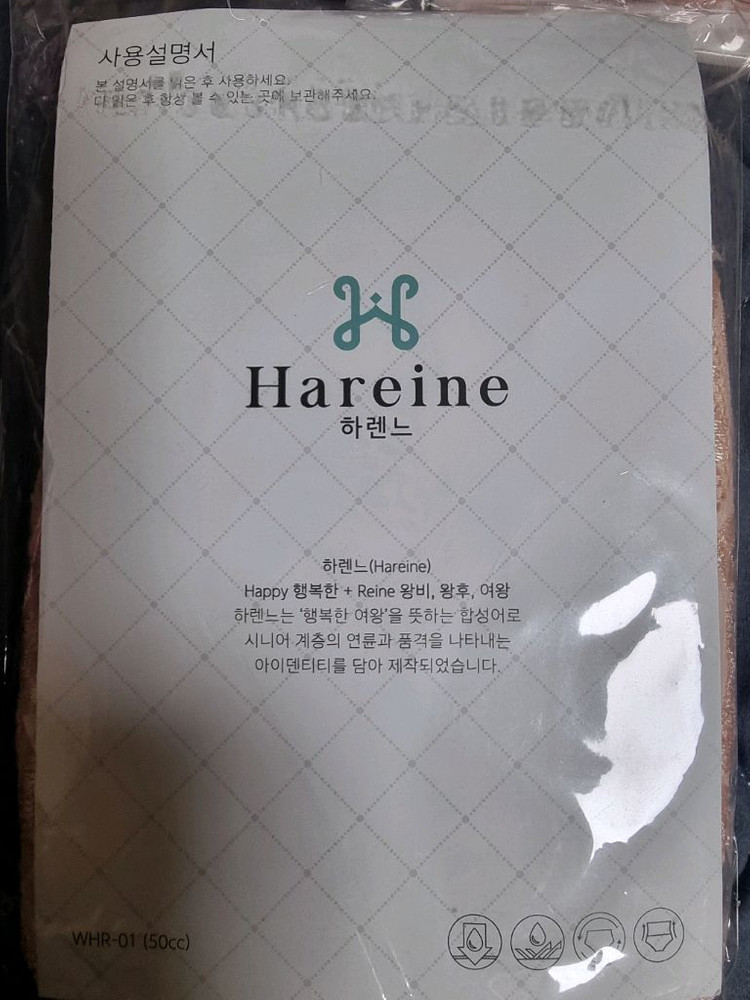 사용설명서
본 설명서를 읽은 후 사용하세요.
다 읽은 후 항상 볼 수 있는 곳에 보관해주세요.
Hareine
하렌느
하렌느(Hareine)
Happy 행복한 + Reine 왕비, 왕후, 여왕
하렌느는 '행복한 여왕'을 뜻하는 합성어로
시니어 계층의 연륜과 품격을 나타내는
아이덴티티를 담아 제작되었습니다.
WHR-01 (50cc)